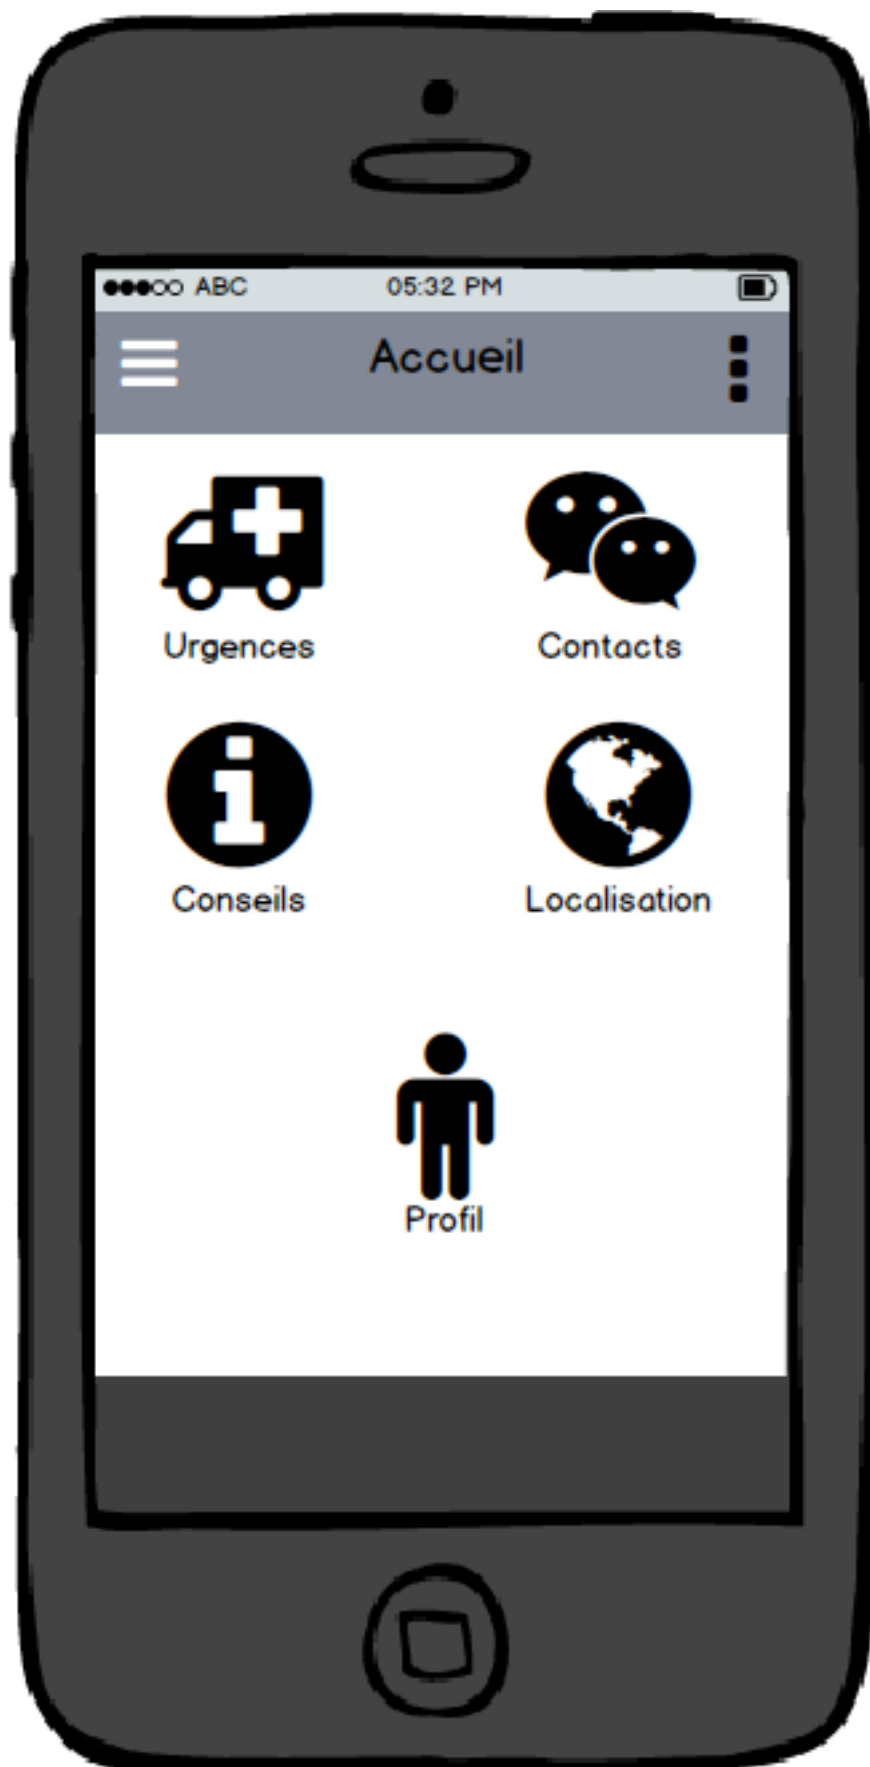 ABC 05:32 PM
Accueil
Urgences Contacts
Conseils Localisation
Profil